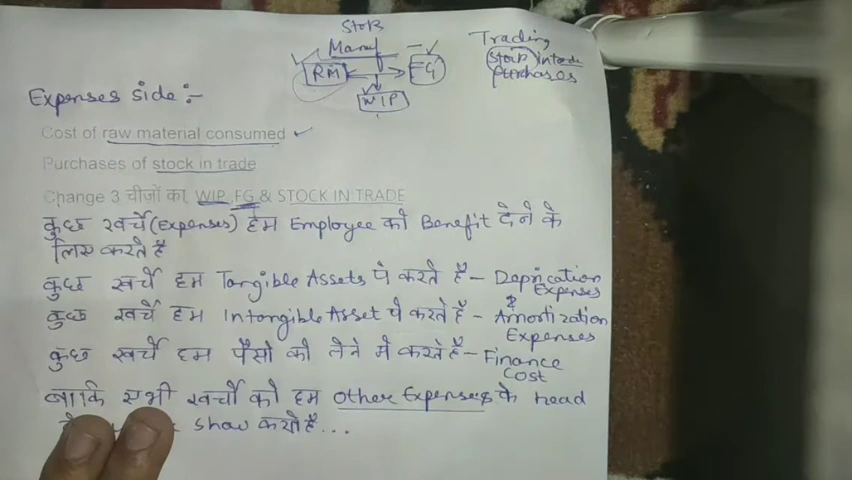 Stock
Manuf
RM
FG
WIP
Trading
Stock in trade
purchases
Expenses side:-
Cost of raw material consumed
Purchases of stock in trade
Change 3 चीजों का WIP, FG & STOCK IN TRADE
कुछ खर्चे (Expenses) हम Employee को Benefit देने के
लिए करते है
कुछ खर्चे हम Tangible Assets पे करते है - Deprication
Expenses
&
कुछ खर्चे हम Intangible Asset पे करते है - Amortization
Expenses
कुछ खर्चे हम पैसो को लेने मे करते है - Finance
Cost
बाकि सभी खर्चो को हम other Expenses के head
show करते है...